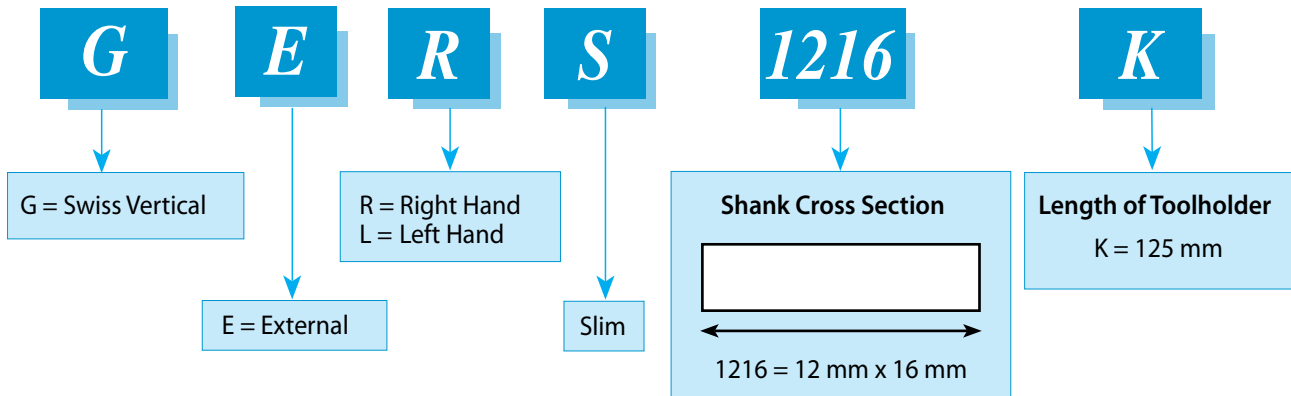 G E R S 1216 K
G = Swiss Vertical
E = External
R = Right Hand
L = Left Hand
Slim
Shank Cross Section
1216 = 12 mm x 16 mm
Length of Toolholder
K = 125 mm